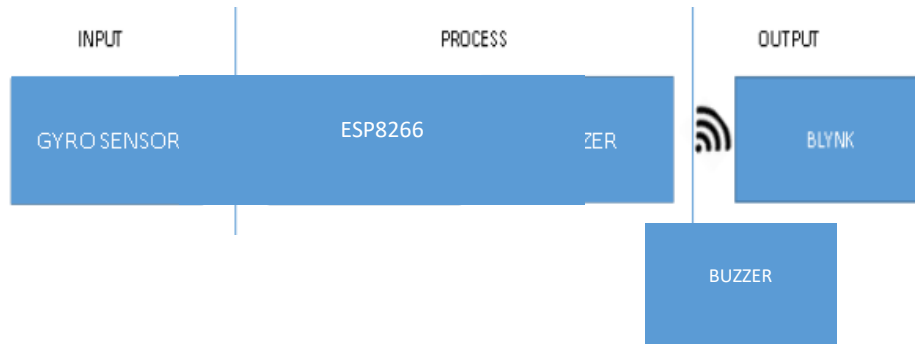 INPUT
PROCESS
OUTPUT
GYRO SENSOR
ESP8266
ZER
BLYNK
BUZZER